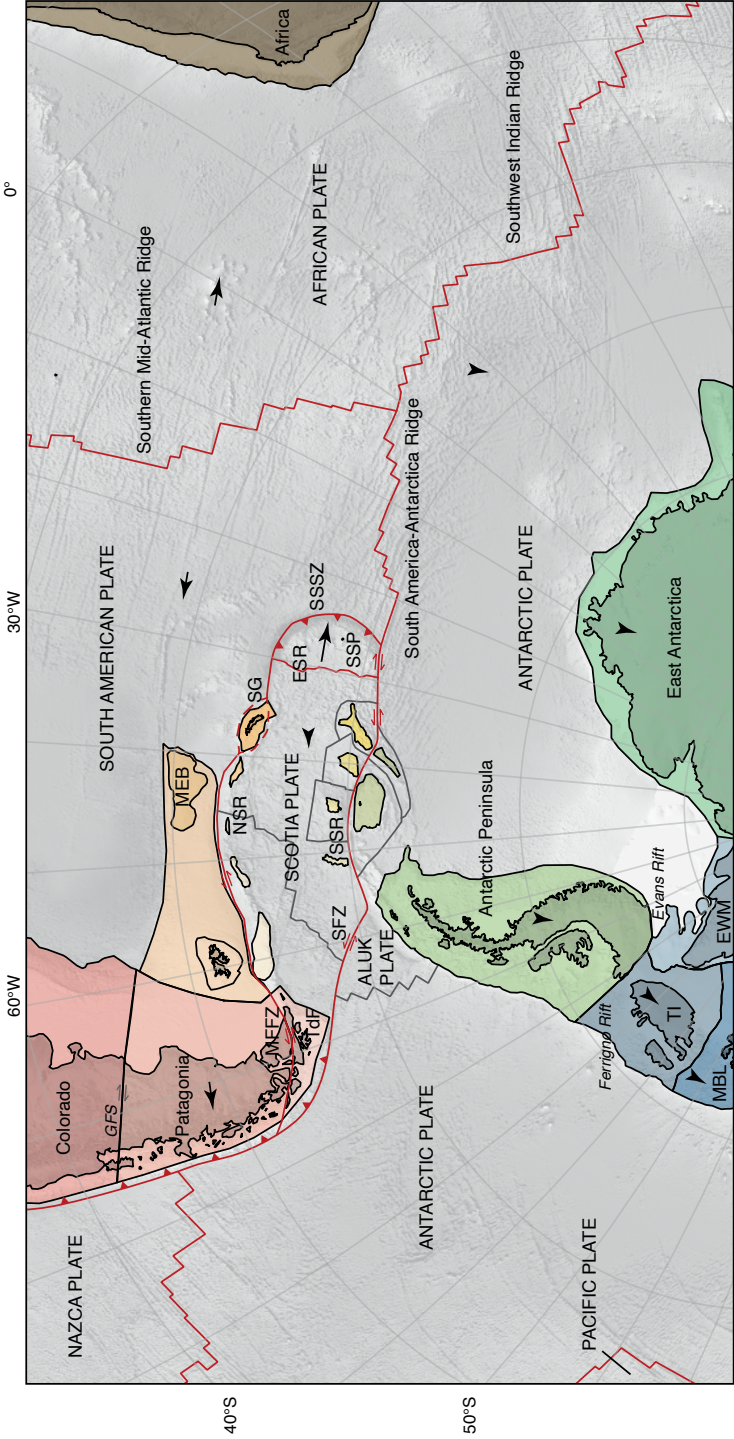 0°
30°W
60°W
40°S
50°S
NAZCA PLATE
Colorado
SOUTH AMERICAN PLATE
Southern Mid-Atlantic Ridge
Africa
GFS
Patagonia
MEB
AFRICAN PLATE
MFFZ
TdF
NSR
SG
SCOTIA PLATE
ESR
SSSZ
SSP
SSR
SFZ
ALUK
PLATE
South America-Antarctica Ridge
Southwest Indian Ridge
ANTARCTIC PLATE
Antarctic Peninsula
ANTARCTIC PLATE
PACIFIC PLATE
Ferrigno Rift
Evans Rift
East Antarctica
TI
MBL
EWM